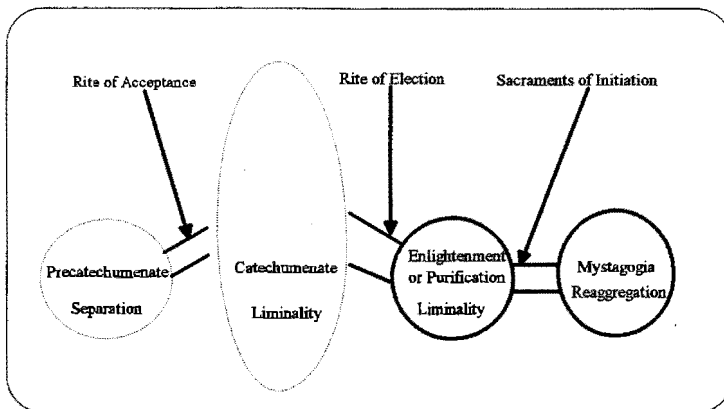 Rite of Acceptance
Rite of Election
Sacraments of Initiation
Precatechumenate
Separation
Catechumenate
Liminality
Enlightenment
or Purification
Liminality
Mystagogia
Reaggregation